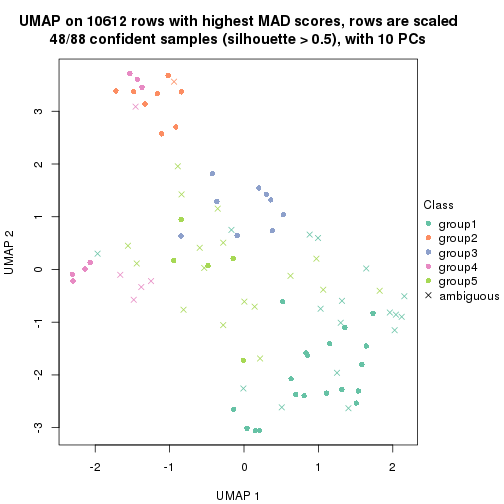 UMAP on 10612 rows with highest MAD scores, rows are scaled
48/88 confident samples (silhouette > 0.5), with 10 PCs
3
2
1
0
-1
-2
-3
UMAP 2
-2
-1
0
1
2
UMAP 1
Class
group1
group2
group3
group4
group5
ambiguous